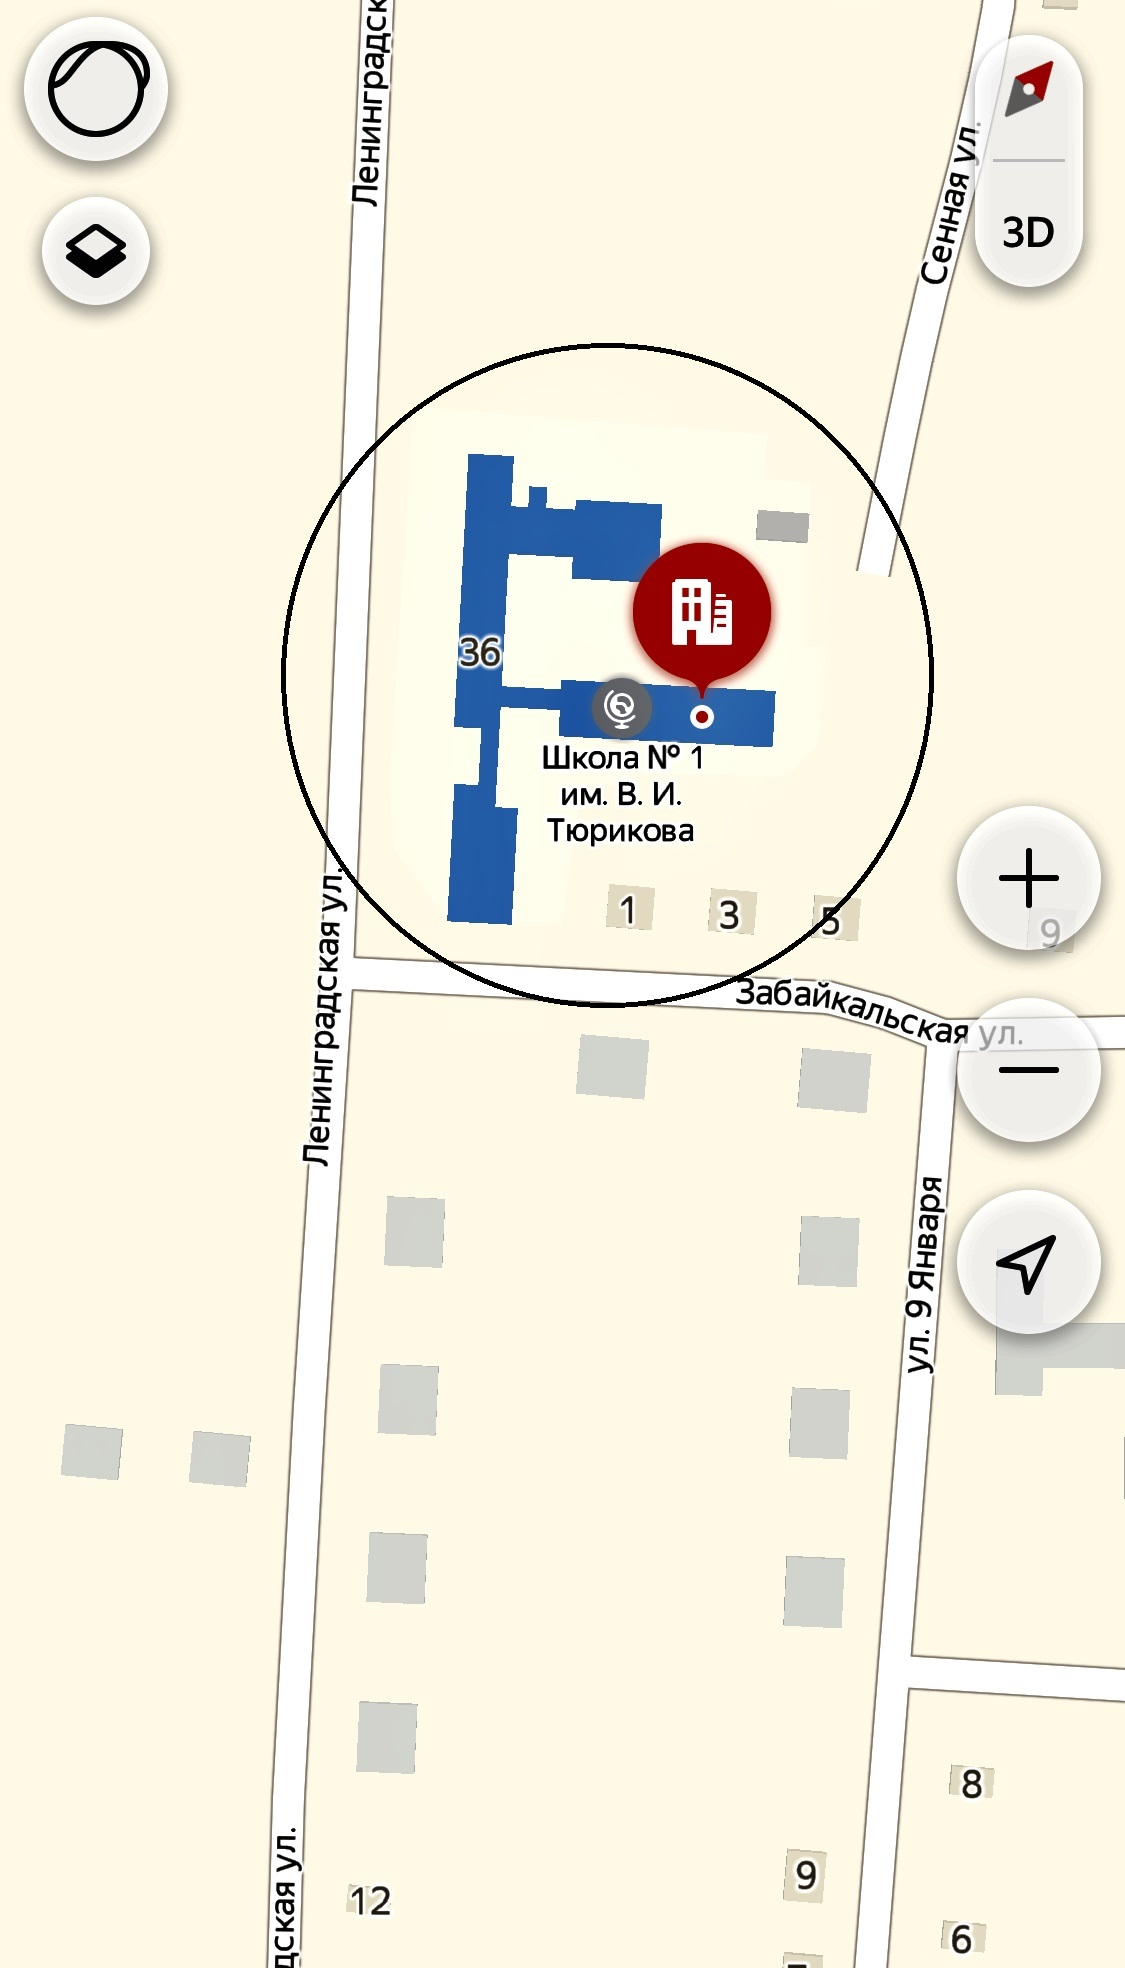 Ленинградск
Сенная ул.
3D
36
Школа № 1
им. В. И.
Тюрикова
1
3
5
9
Ленинградская ул.
Забайкальская ул.
ул. 9 Января
8
9
12
6
дская ул.